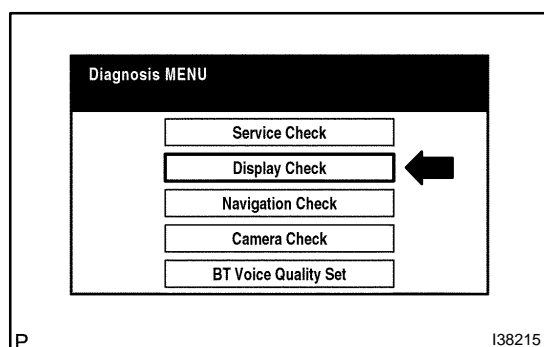 Diagnosis MENU
Service Check
Display Check
Navigation Check
Camera Check
BT Voice Quality Set
P
I38215